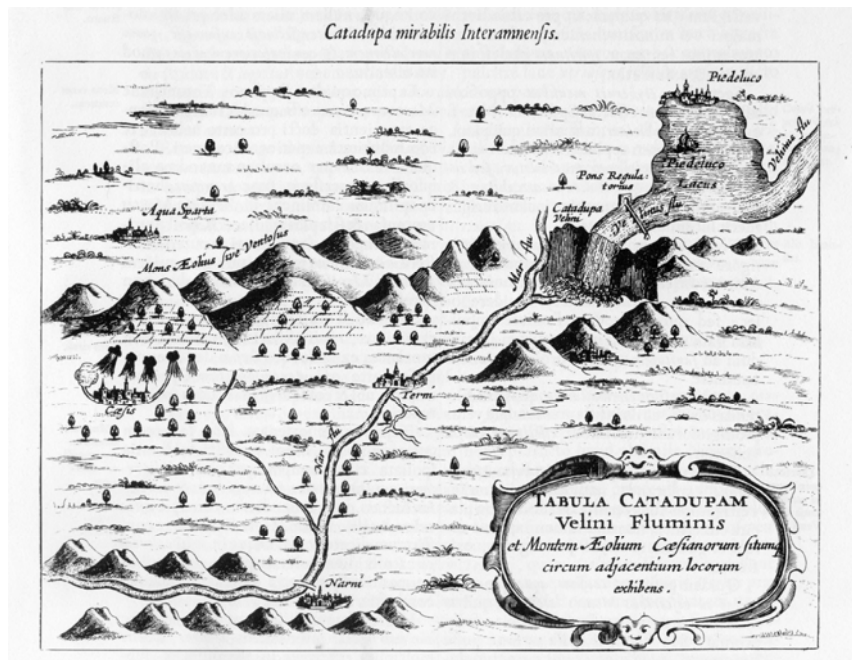 Catadupa mirabilis Interamnensis.
Piedeluco
Velinus flu
Piedeluco
Lacus
Pons Regula-
torius
Catadupa
Velini
Velinus flu
Aqua Sparta
Mons Æolius sive Ventosus
Nar flu
Cæsis
Terni
Nar flu
Narni
TABULA CATADUPAM
Velini Fluminis
et Montem Æolium Cæsianorum situmq
circum adjacentium locorum
exhibens.